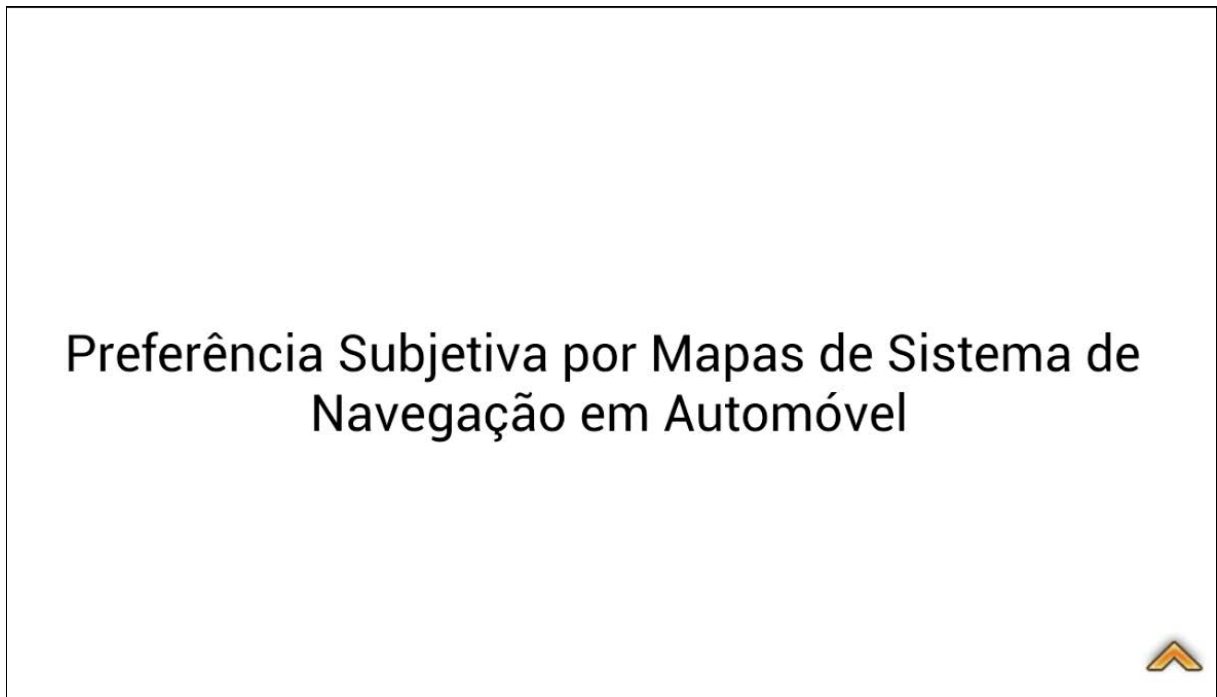 Preferência Subjetiva por Mapas de Sistema de
Navegação em Automóvel